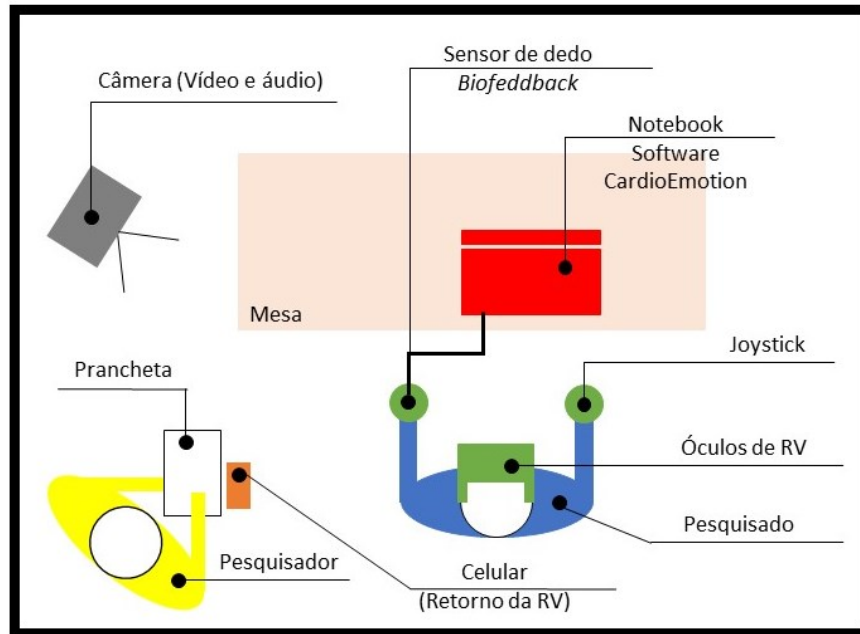 Sensor de dedo
Biofeddback
Câmera (Vídeo e áudio)
Notebook
Software
CardioEmotion
Mesa
Joystick
Prancheta
Óculos de RV
Pesquisado
Pesquisador
Celular
(Retorno da RV)